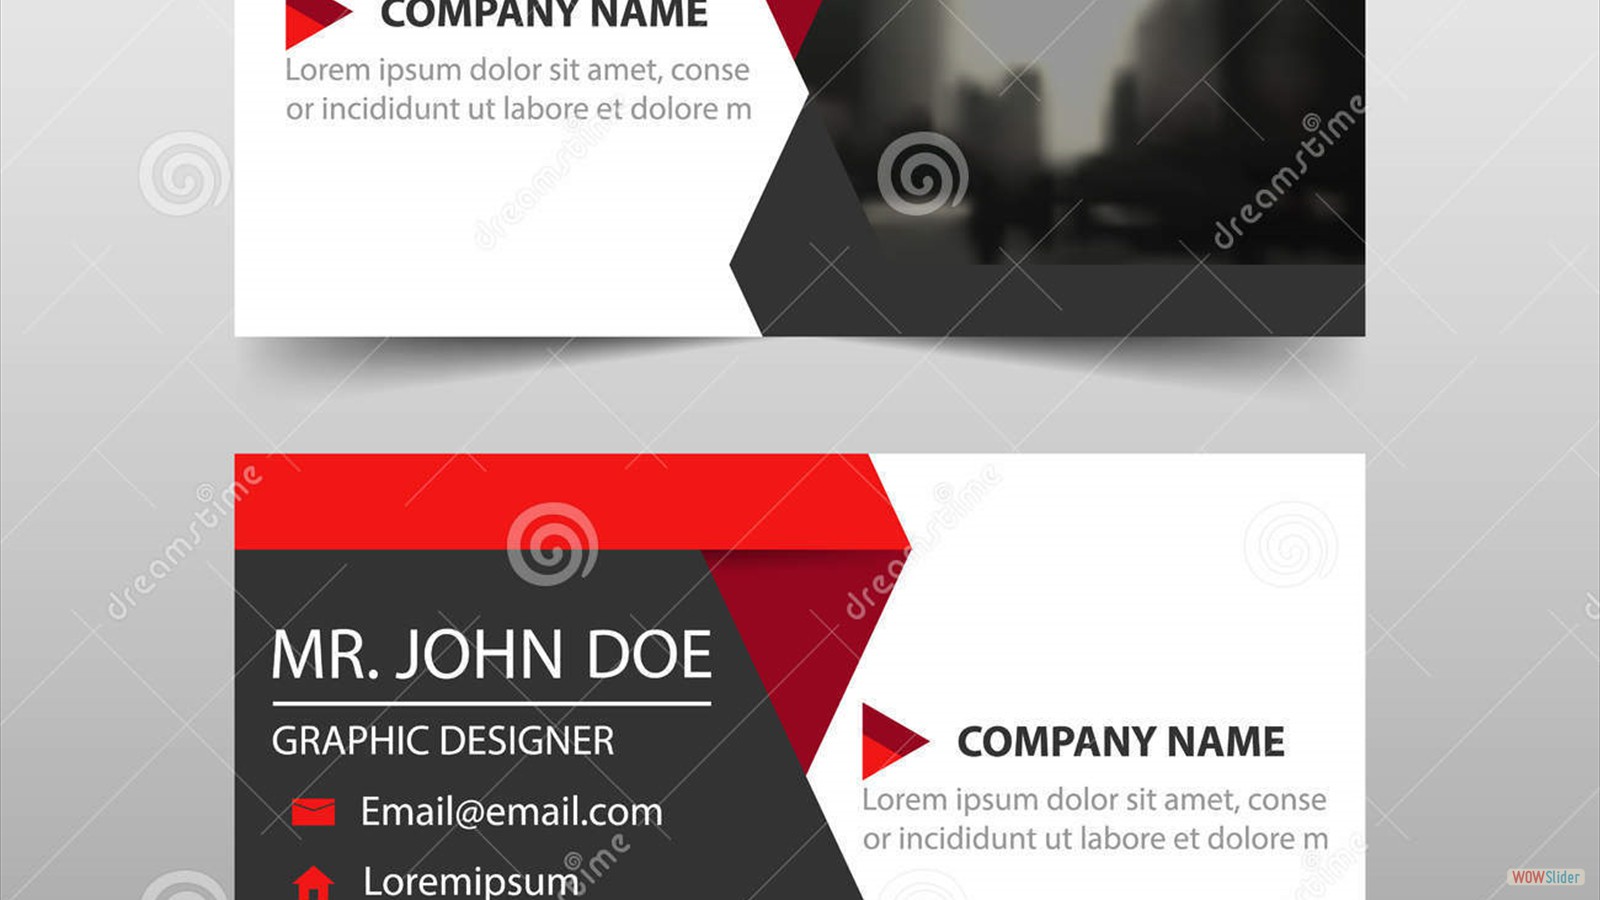 COMPANY NAME
Lorem ipsum dolor sit amet, conse
or incididunt ut labore et dolore m
dreamstime
dreamstime
dreamstime
dreamstime
MR. JOHN DOE
GRAPHIC DESIGNER
Email@email.com
Loremipsum
COMPANY NAME
Lorem ipsum dolor sit amet, conse
or incididunt ut labore et dolore m
WOWSlider